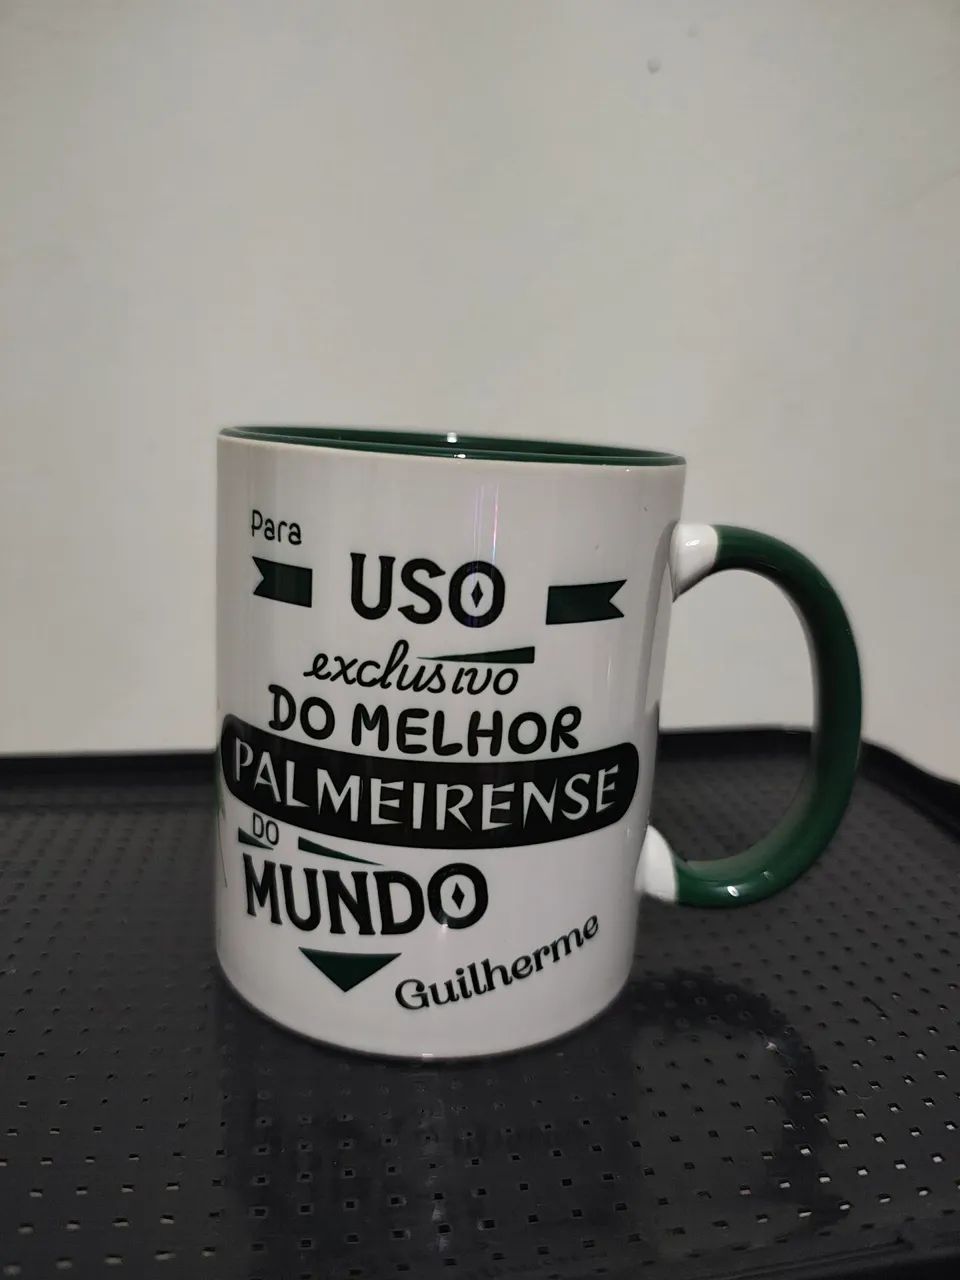 Para
USO
exclusivo
DO MELHOR
PALMEIRENSE
DO
MUNDO
Guilherme